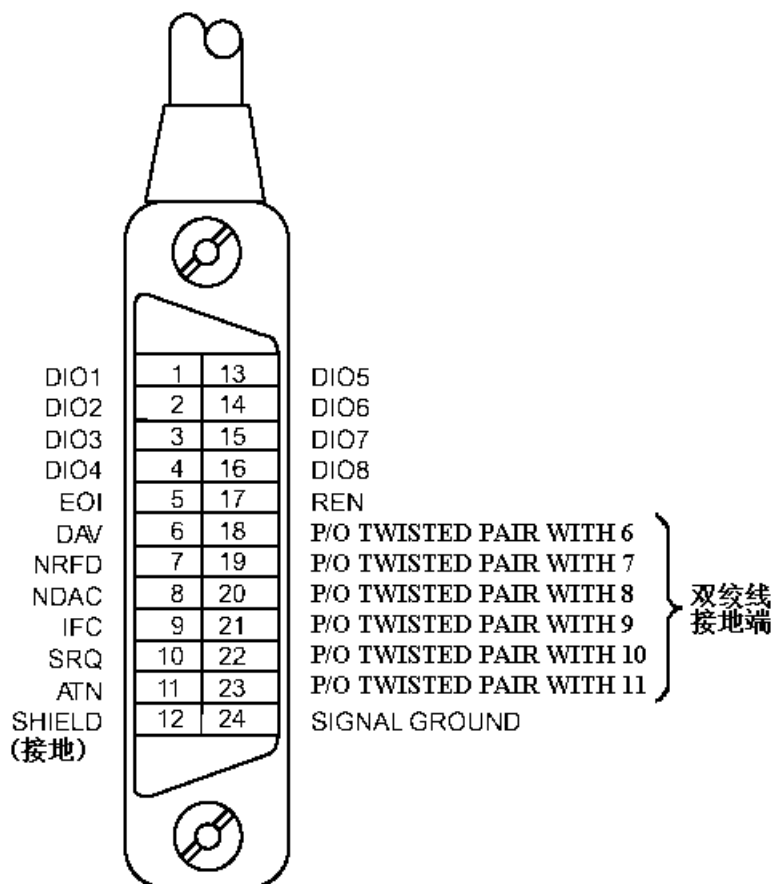 DIO1 1 13 DIO5
DIO2 2 14 DIO6
DIO3 3 15 DIO7
DIO4 4 16 DIO8
EOI 5 17 REN
DAV 6 18 P/O TWISTED PAIR WITH 6
NRFD 7 19 P/O TWISTED PAIR WITH 7
NDAC 8 20 P/O TWISTED PAIR WITH 8
IFC 9 21 P/O TWISTED PAIR WITH 9
SRQ 10 22 P/O TWISTED PAIR WITH 10
ATN 11 23 P/O TWISTED PAIR WITH 11
双绞线
接地端
SHIELD 12 24 SIGNAL GROUND
(接地)